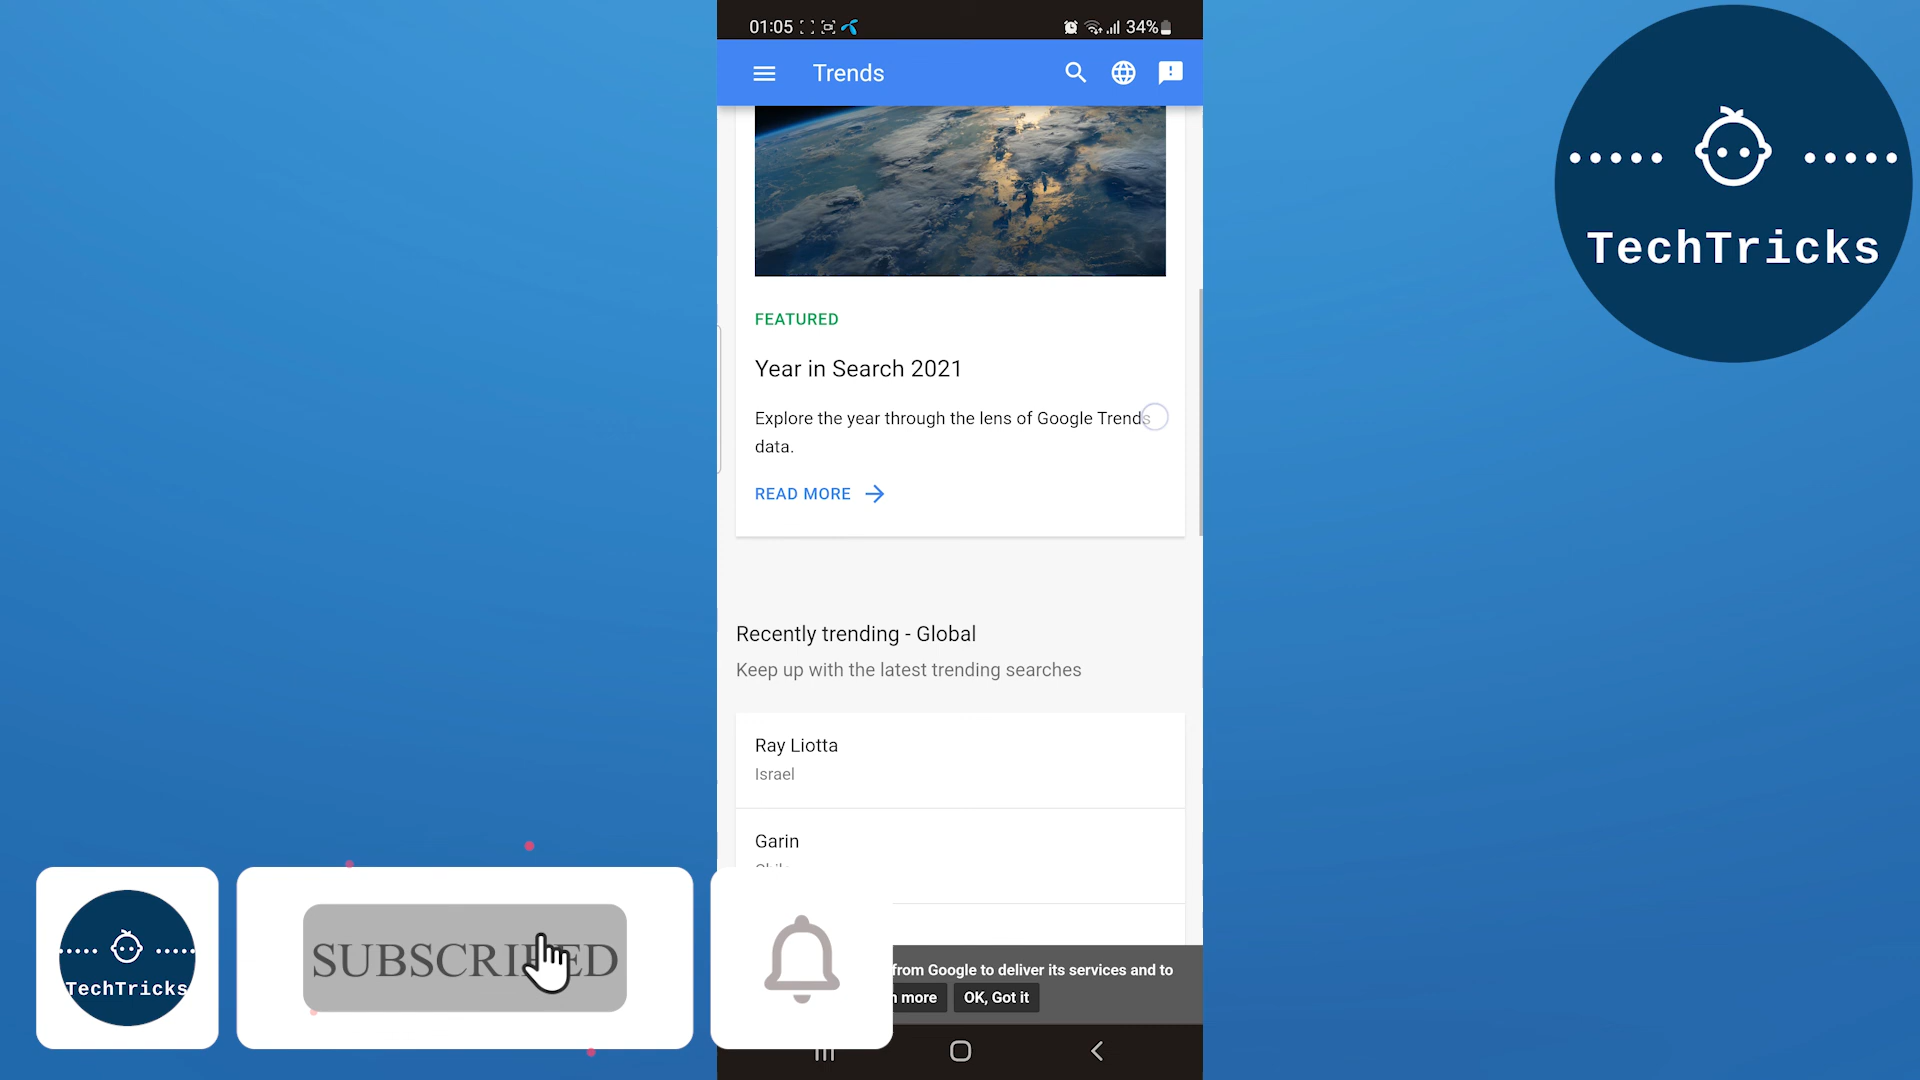 01:05
34%
Trends
TechTricks
FEATURED
Year in Search 2021
Explore the year through the lens of Google Trends
data.
READ MORE
Recently trending - Global
Keep up with the latest trending searches
Ray Liotta
Israel
Garin
from Google to deliver its services and to
more
OK, Got it
TechTricks
SUBSCRIBED